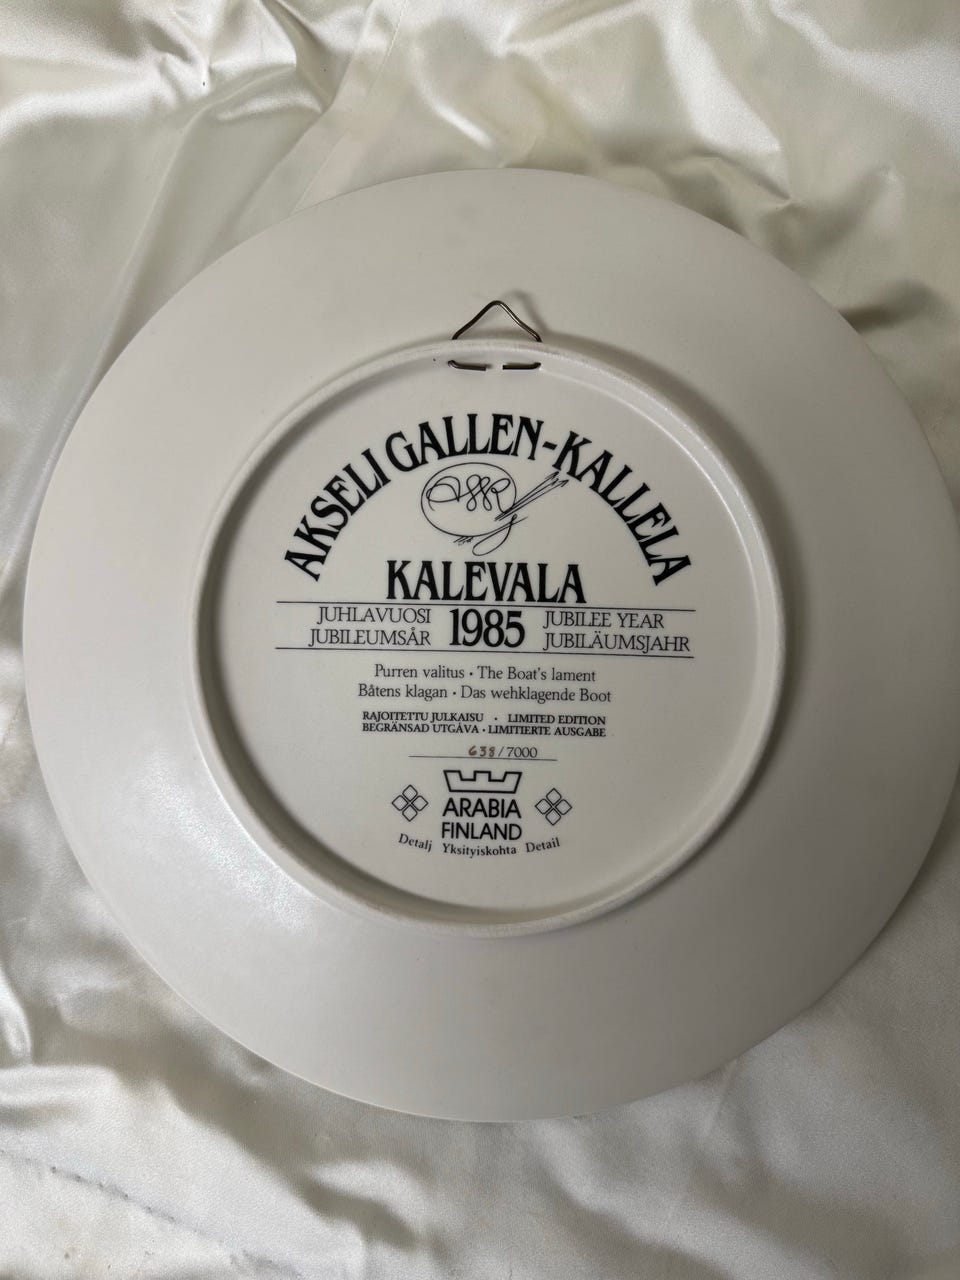 AKSELI GALLEN-KALLELA
KALEVALA
JUHLAVUOSI 1985 JUBILEE YEAR
JUBILEUMSÅR JUBILÄUMSJAHR
Purren valitus • The Boat's lament
Båtens klagan • Das wehklagende Boot
RAJOITETTU JULKAISU • LIMITED EDITION
BEGRÄNSAD UTGÅVA • LIMITIERTE AUSGABE
638/7000
ARABIA
FINLAND
Detalj Yksityiskohta Detail